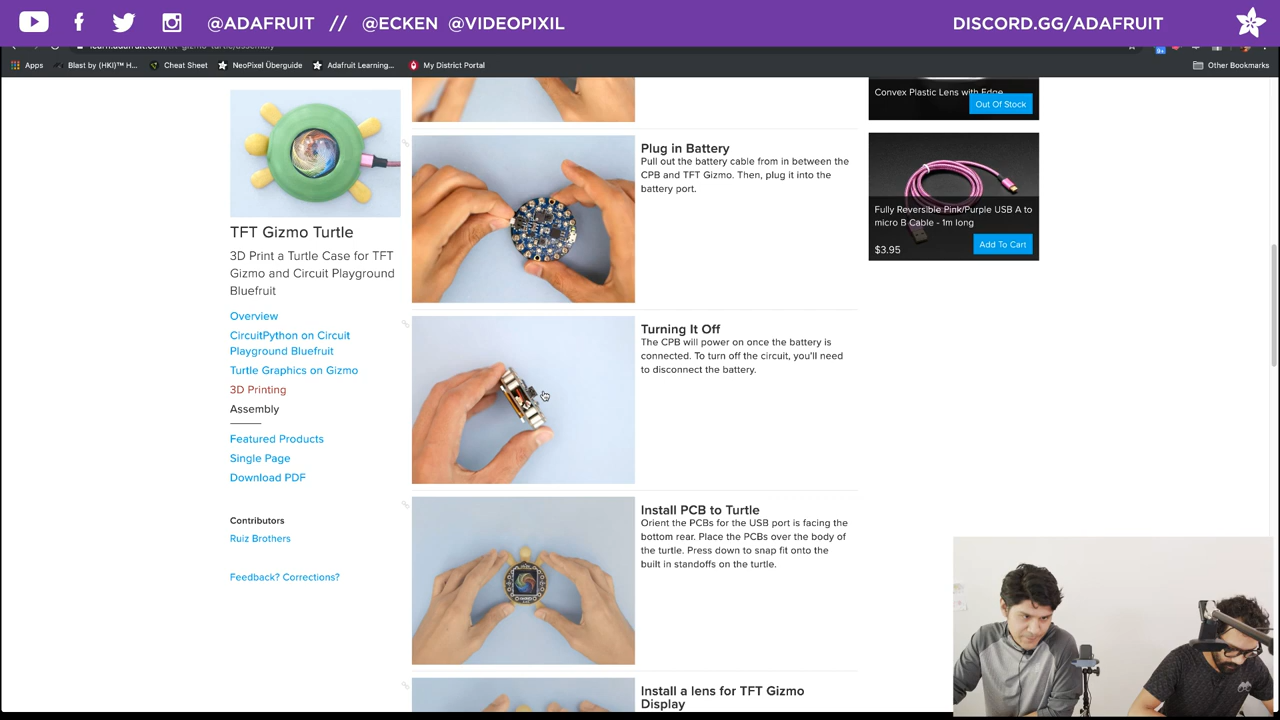 @ADAFRUIT // @ECKEN @VIDEOPIXIL
DISCORD.GG/ADAFRUIT
Apps
Blast by (HKI)™ H...
Cheat Sheet
NeoPixel Überguide
Adafruit Learning...
My District Portal
Other Bookmarks
TFT Gizmo Turtle
3D Print a Turtle Case for TFT
Gizmo and Circuit Playground
Bluefruit
Overview
CircuitPython on Circuit
Playground Bluefruit
Turtle Graphics on Gizmo
3D Printing
Assembly
Featured Products
Single Page
Download PDF
Contributors
Ruiz Brothers
Feedback? Corrections?
Plug in Battery
Pull out the battery cable from in between the
CPB and TFT Gizmo. Then, plug it into the
battery port.
Turning It Off
The CPB will power on once the battery is
connected. To turn off the circuit, you'll need
to disconnect the battery.
Install PCB to Turtle
Orient the PCBs for the USB port is facing the
bottom rear. Place the PCBs over the body of
the turtle. Press down to snap fit onto the
built in standoffs on the turtle.
Install a lens for TFT Gizmo
Display
Convex Plastic Lens with Edge
Out Of Stock
Fully Reversible Pink/Purple USB A to
micro B Cable - 1m long
$3.95
Add To Cart